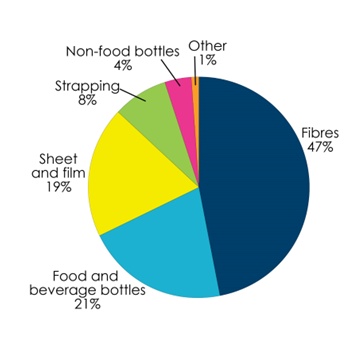 Non-food bottles
4%
Other
1%
Strapping
8%
Fibres
47%
Sheet
and film
19%
Food and
beverage bottles
21%